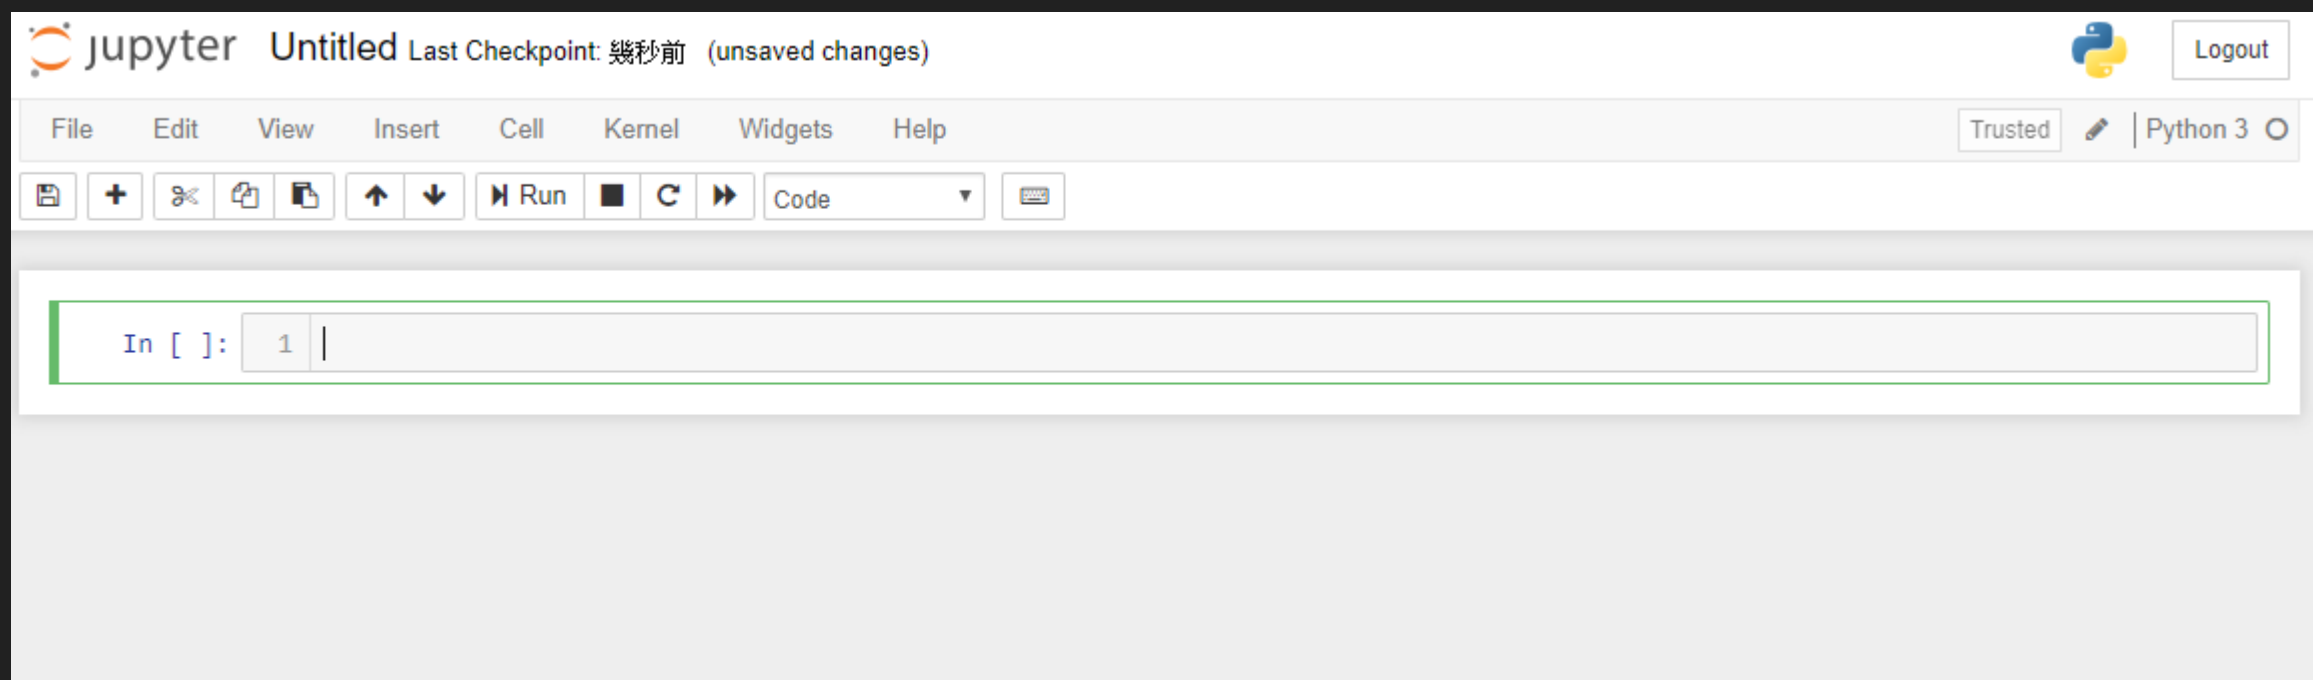 jupyter Untitled Last Checkpoint: 幾秒前 (unsaved changes) Logout
File Edit View Insert Cell Kernel Widgets Help Trusted Python 3
Run Code
In [ ]: 1